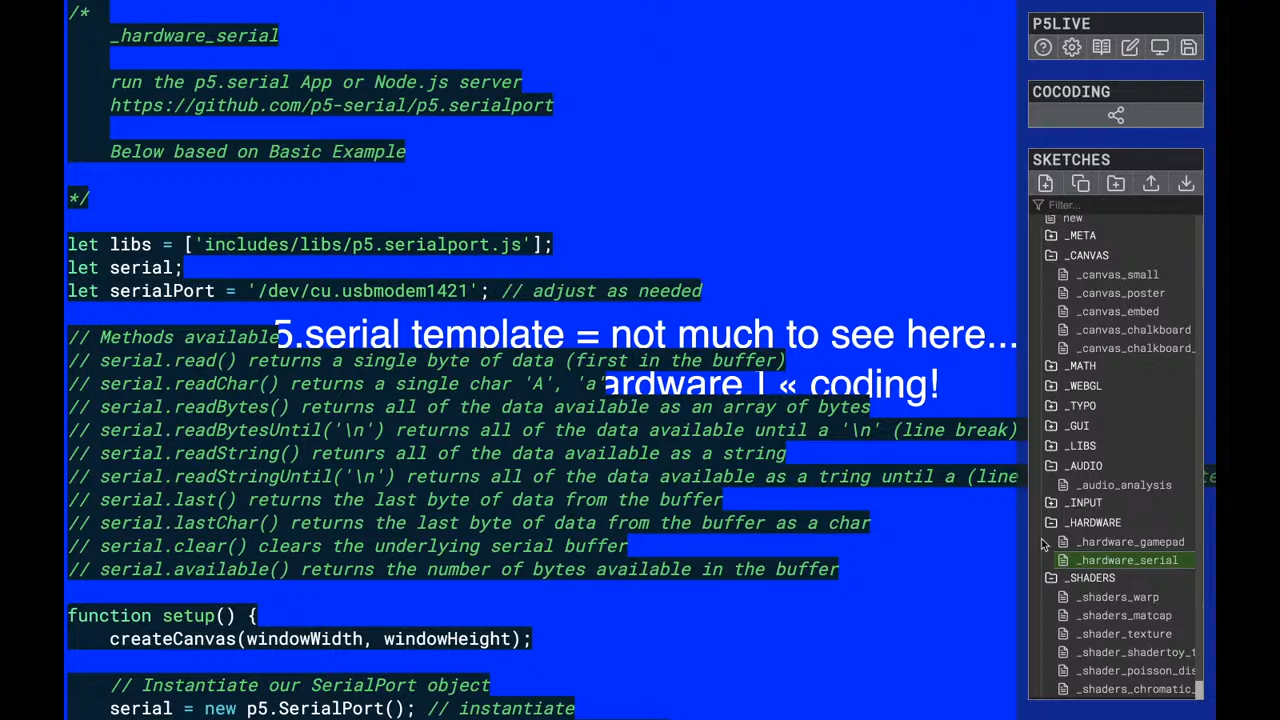 /*
_hardware_serial
run the p5.serial App or Node.js server
https://github.com/p5-serial/p5.serialport
Below based on Basic Example
*/
let libs = ['includes/libs/p5.serialport.js'];
let serial;
let serialPort = '/dev/cu.usbmodem1421'; // adjust as needed
5.serial template = not much to see here...
// Methods available
// serial.read() returns a single byte of data (first in the buffer)
// serial.readChar() returns a single char 'A', 'a'
ardware ] « coding!
// serial.readBytes() returns all of the data available as an array of bytes
// serial.readBytesUntil('\n') returns all of the data available until a '\n' (line break)
// serial.readString() retunrs all of the data available as a string
// serial.readStringUntil('\n') returns all of the data available as a tring until a (line
// serial.last() returns the last byte of data from the buffer
// serial.lastChar() returns the last byte of data from the buffer as a char
// serial.clear() clears the underlying serial buffer
// serial.available() returns the number of bytes available in the buffer
function setup() {
createCanvas(windowWidth, windowHeight);
// Instantiate our SerialPort object
serial = new p5.SerialPort(); // instantiate
P5LIVE
COCODING
SKETCHES
Filter...
new
_META
_CANVAS
_canvas_small
_canvas_poster
_canvas_embed
_canvas_chalkboard
_canvas_chalkboard_
_MATH
_WEBGL
_TYPO
_GUI
_LIBS
_AUDIO
_audio_analysis
_INPUT
_HARDWARE
_hardware_gamepad
_hardware_serial
_SHADERS
_shaders_warp
_shaders_matcap
_shader_texture
_shader_shadertoy_t
_shader_poisson_dis
_shaders_chromatic_